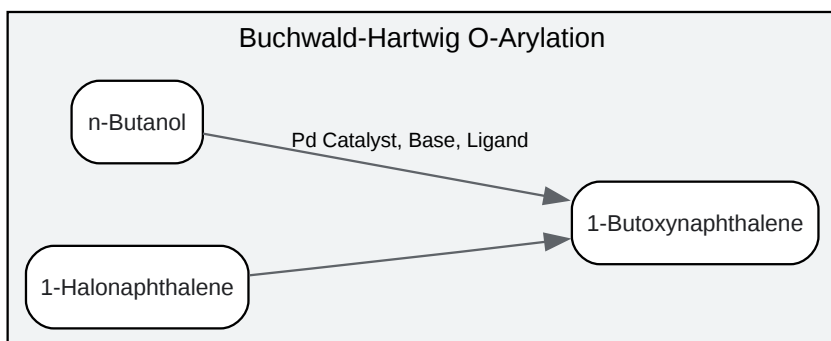 Buchwald-Hartwig O-Arylation
n-Butanol
Pd Catalyst, Base, Ligand
1-Butoxynaphthalene
1-Halonaphthalene